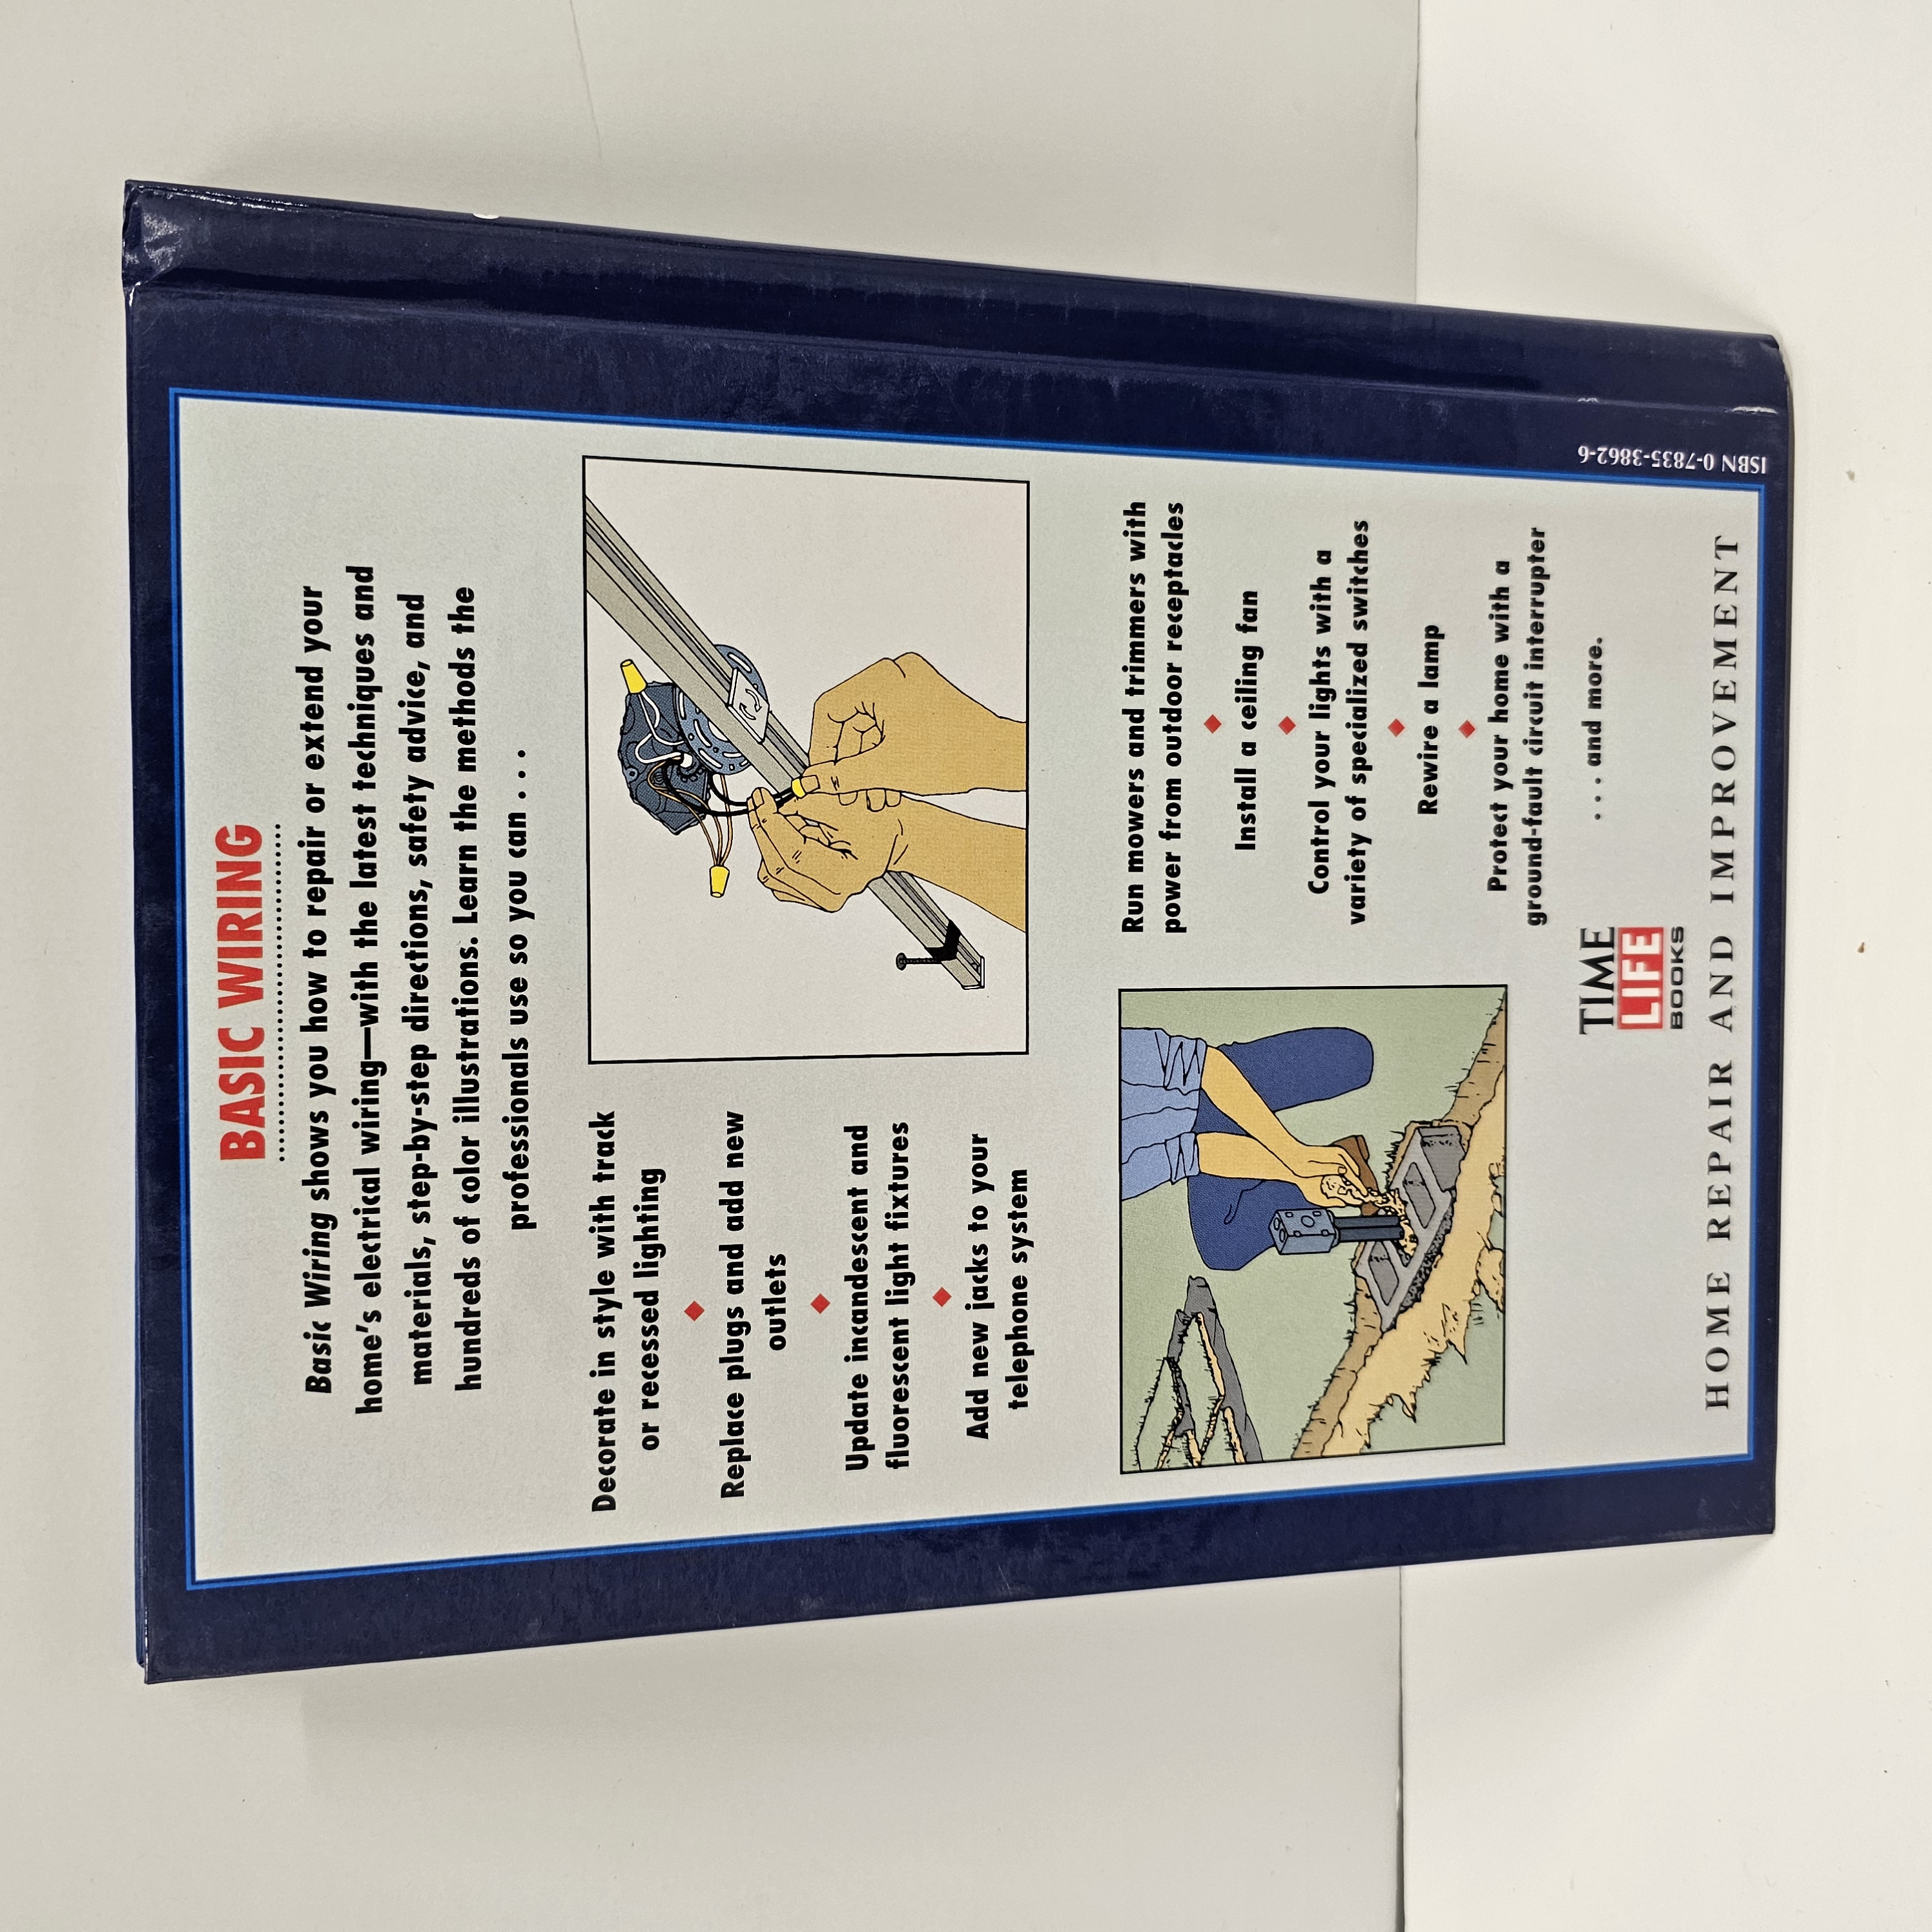 BASIC WIRING
Basic Wiring shows you how to repair or extend your
home's electrical wiring—with the latest techniques and
materials, step-by-step directions, safety advice, and
hundreds of color illustrations. Learn the methods the
professionals use so you can . . .
Decorate in style with track
or recessed lighting
Replace plugs and add new
outlets
Update incandescent and
fluorescent light fixtures
Add new jacks to your
telephone system
Run mowers and trimmers with
power from outdoor receptacles
Install a ceiling fan
Control your lights with a
variety of specialized switches
Rewire a lamp
Protect your home with a
ground-fault circuit interrupter
. . . and more.
TIME
LIFE
BOOKS
HOME REPAIR AND IMPROVEMENT
ISBN 0-7835-3862-6